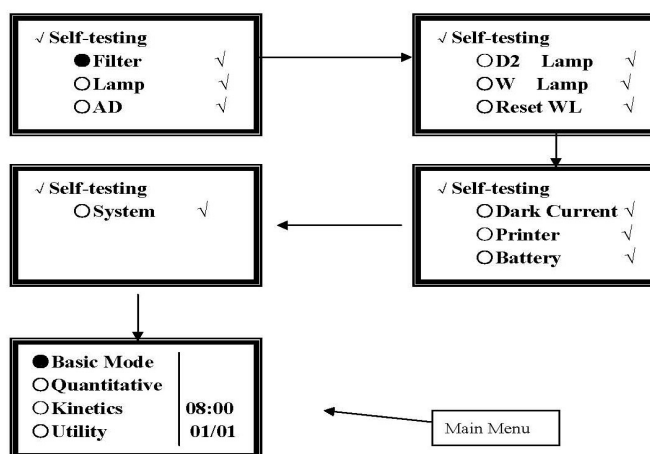 √ Self-testing
●Filter √
○Lamp √
○AD √
√ Self-testing
○D2 Lamp √
○W Lamp √
○Reset WL √
√ Self-testing
○Dark Current √
○Printer √
○Battery √
√ Self-testing
○System √
●Basic Mode
○Quantitative
○Kinetics 08:00
○Utility 01/01
Main Menu